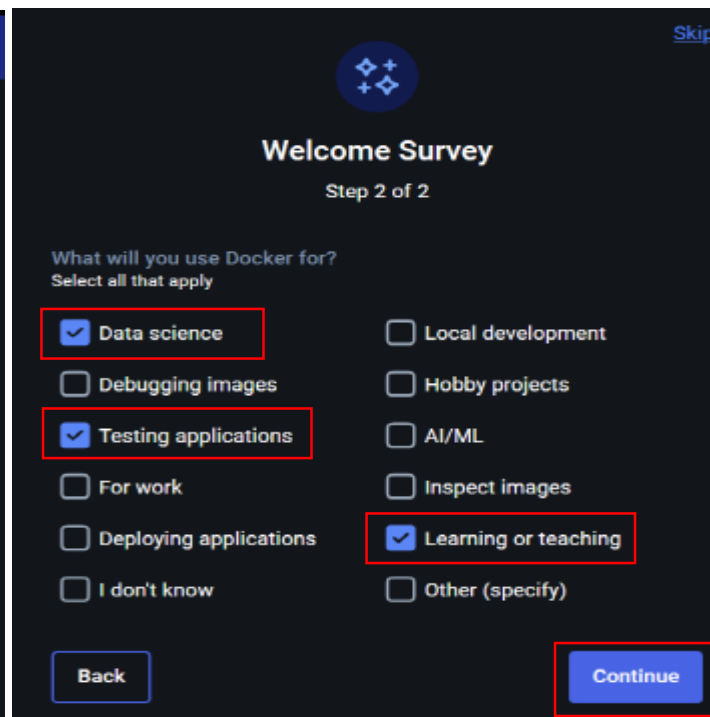 Skip
Welcome Survey
Step 2 of 2
What will you use Docker for?
Select all that apply
Data science
Local development
Debugging images
Hobby projects
Testing applications
AI/ML
For work
Inspect images
Deploying applications
Learning or teaching
I don't know
Other (specify)
Back
Continue